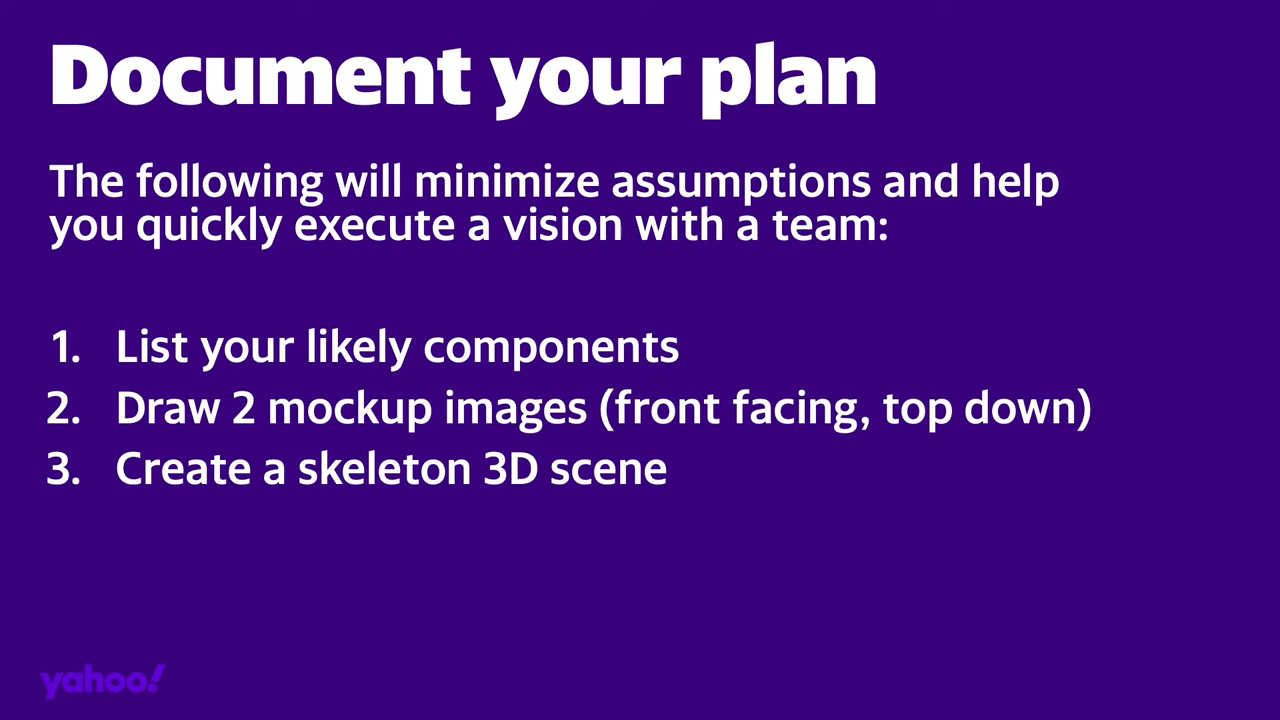 Document your plan
The following will minimize assumptions and help
you quickly execute a vision with a team:
1. List your likely components
2. Draw 2 mockup images (front facing, top down)
3. Create a skeleton 3D scene
yahoo!